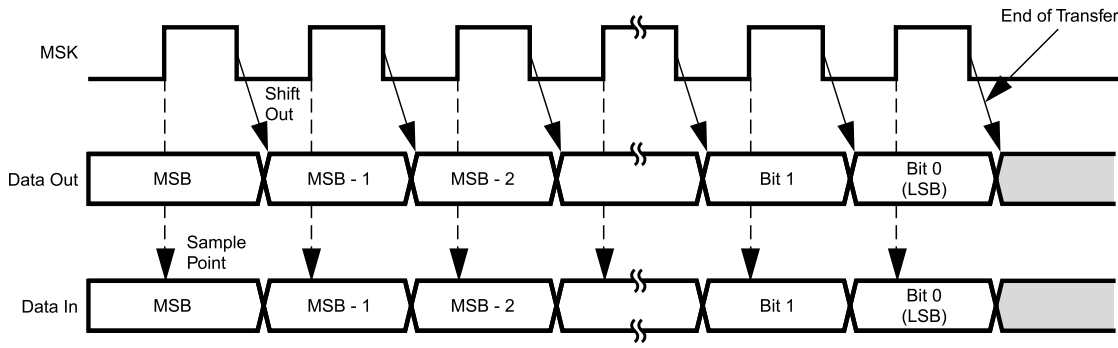 End of Transfer
MSK
Shift
Out
Data Out
MSB
MSB - 1
MSB - 2
Bit 1
Bit 0
(LSB)
Sample
Point
Data In
MSB
MSB - 1
MSB - 2
Bit 1
Bit 0
(LSB)